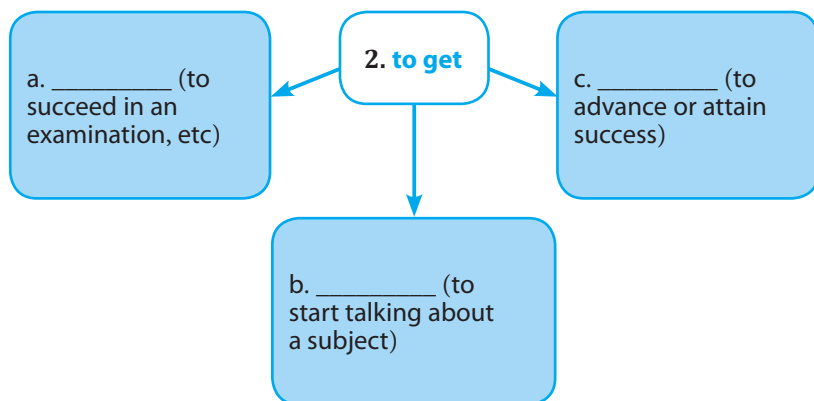 2. to get
a. __________ (to
succeed in an
examination, etc)
b. __________ (to
start talking about
a subject)
c. __________ (to
advance or attain
success)